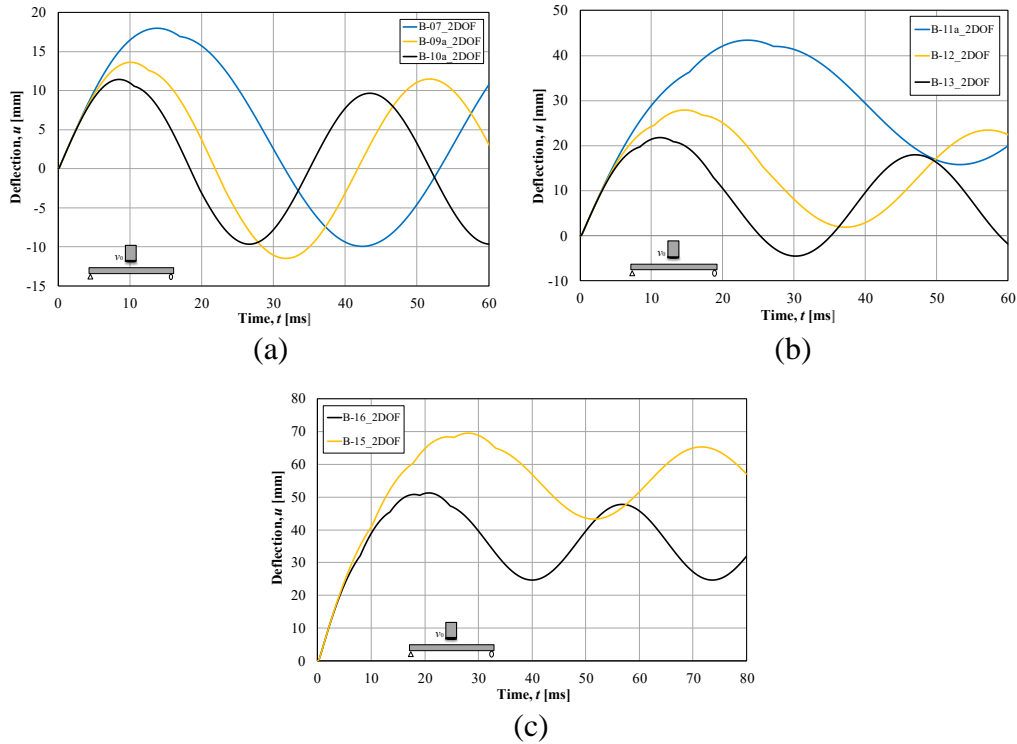 20
15
10
5
0
-5
-10
-15
Deflection, u [mm]
B-07_2DOF
B-09a_2DOF
B-10a_2DOF
v₀
0 10 20 30 40 50 60
Time, t [ms]
(a)
50
40
30
20
10
0
-10
Deflection, u [mm]
B-11a_2DOF
B-12_2DOF
B-13_2DOF
v₀
0 10 20 30 40 50 60
Time, t [ms]
(b)
80
70
60
50
40
30
20
10
0
Deflection, u [mm]
B-16_2DOF
B-15_2DOF
v₀
0 10 20 30 40 50 60 70 80
Time, t [ms]
(c)